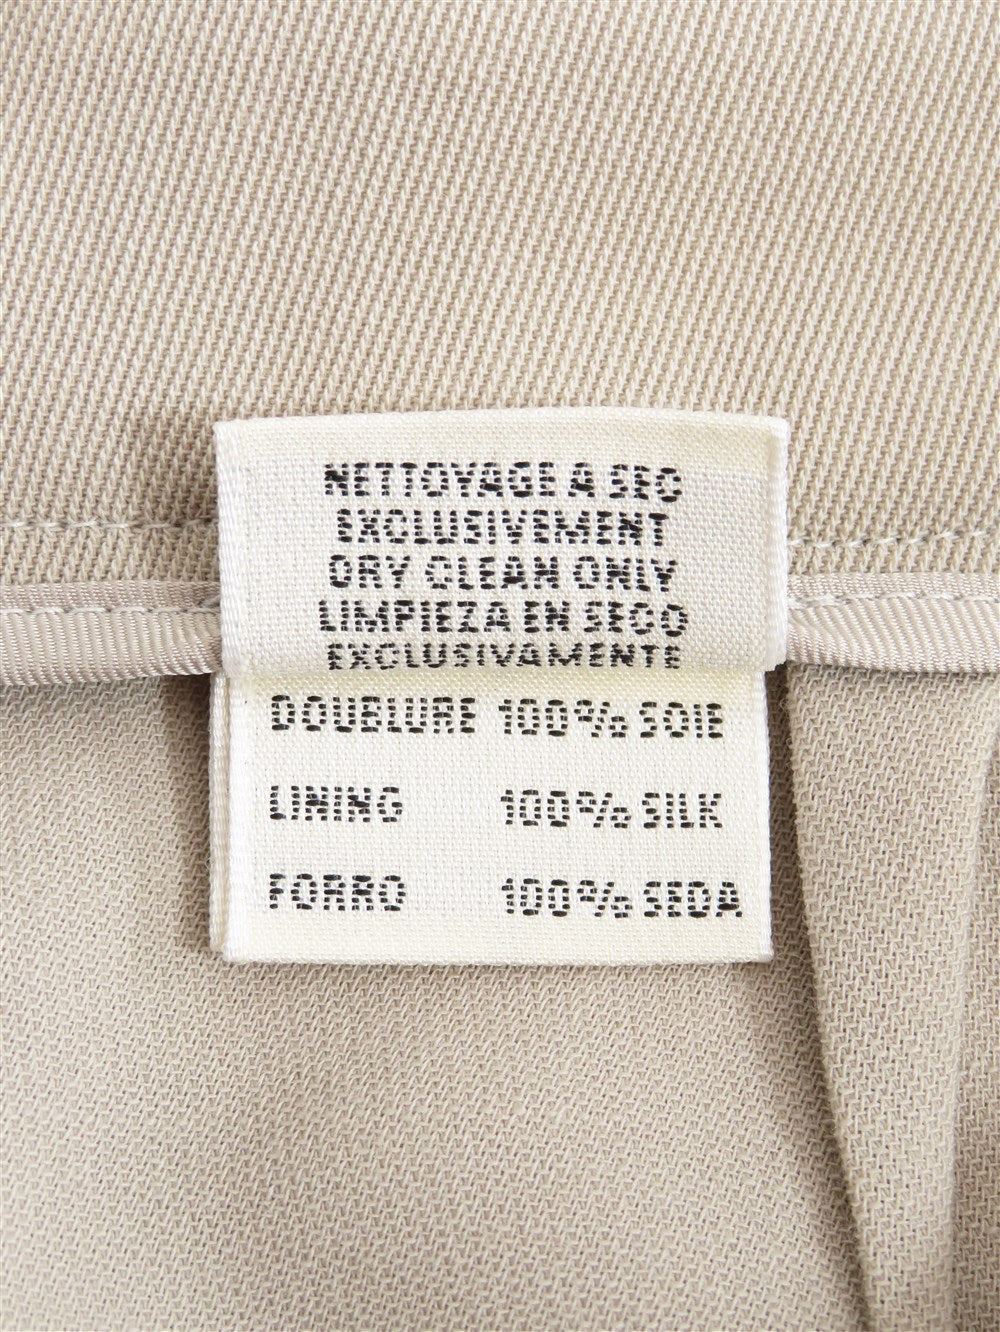 NETTOYAGE A SEC
EXCLUSIVEMENT
DRY CLEAN ONLY
LIMPIEZA EN SECO
EXCLUSIVAMENTE
DOUBLURE 100% SOIE
LINING 100% SILK
FORRO 100% SEDA